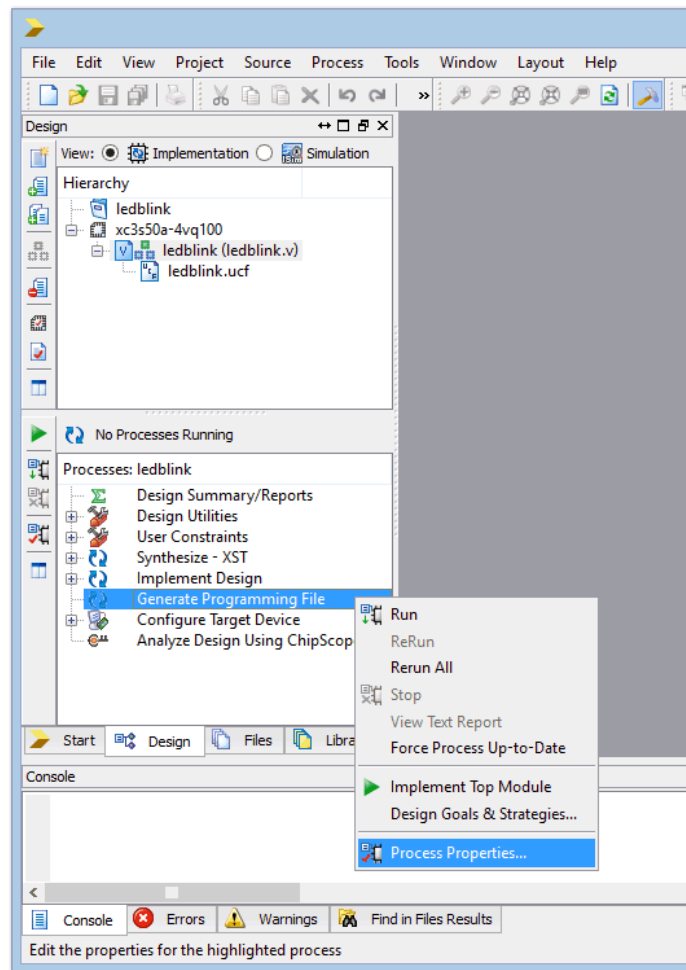 File Edit View Project Source Process Tools Window Layout Help
»
Design
View: Implementation Simulation
Hierarchy
ledblink
xc3s50a-4vq100
ledblink (ledblink.v)
ledblink.ucf
No Processes Running
Processes: ledblink
Design Summary/Reports
Design Utilities
User Constraints
Synthesize - XST
Implement Design
Generate Programming File
Configure Target Device
Analyze Design Using ChipScop
Run
ReRun
Rerun All
Stop
View Text Report
Force Process Up-to-Date
Implement Top Module
Design Goals & Strategies...
Process Properties...
Start Design Files Libra
Console
Console Errors Warnings Find in Files Results
Edit the properties for the highlighted process